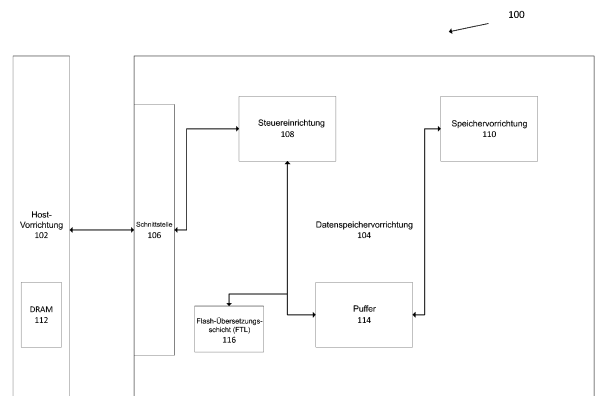 100
Steuereinrichtung
108
Speichervorrichtung
110
Host-
Vorrichtung
102
Schnittstelle
106
Datenspeichervorrichtung
104
DRAM
112
Puffer
114
Flash-Übersetzungs-
schicht (FTL)
116